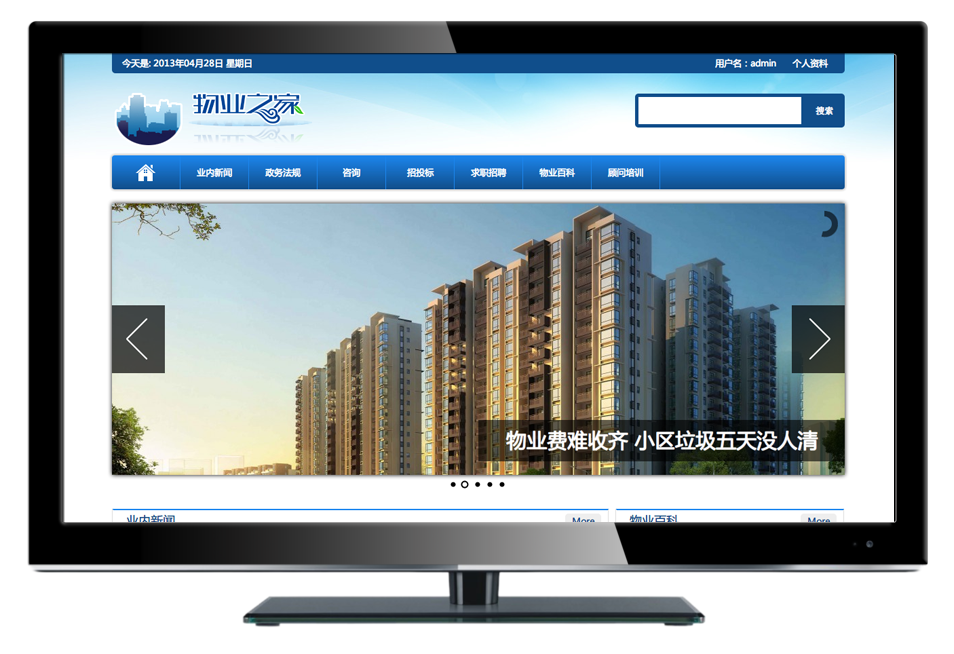 今天是: 2013年04月28日 星期日
用户名：admin 个人资料
物业之家
搜索
业内新闻 政务法规 咨询 招投标 求职招聘 物业百科 顾问培训
物业费难收齐 小区垃圾五天没人清
业内新闻 More 物业百科 More